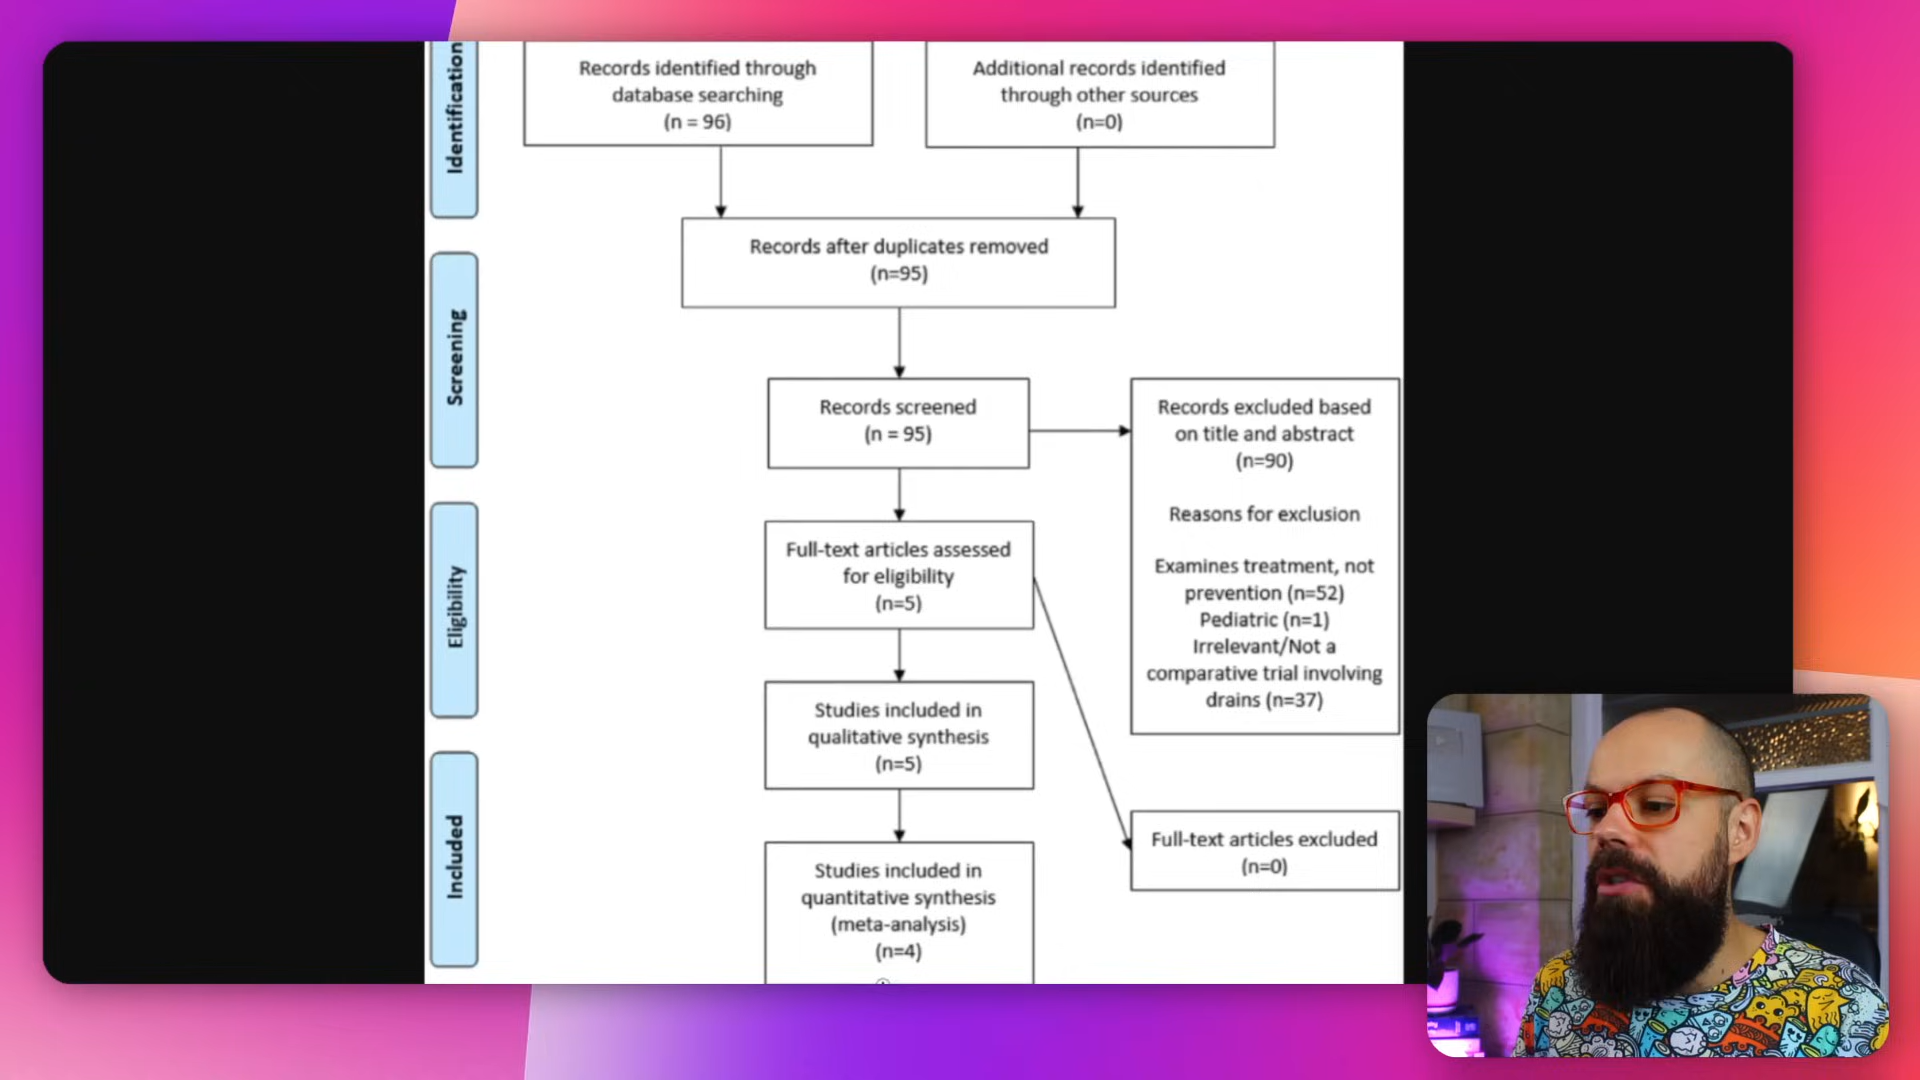 Identification
Records identified through
database searching
(n = 96)
Additional records identified
through other sources
(n=0)
Records after duplicates removed
(n=95)
Screening
Records screened
(n = 95)
Records excluded based
on title and abstract
(n=90)
Reasons for exclusion
Examines treatment, not
prevention (n=52)
Pediatric (n=1)
Irrelevant/Not a
comparative trial involving
drains (n=37)
Eligibility
Full-text articles assessed
for eligibility
(n=5)
Studies included in
qualitative synthesis
(n=5)
Full-text articles excluded
(n=0)
Included
Studies included in
quantitative synthesis
(meta-analysis)
(n=4)